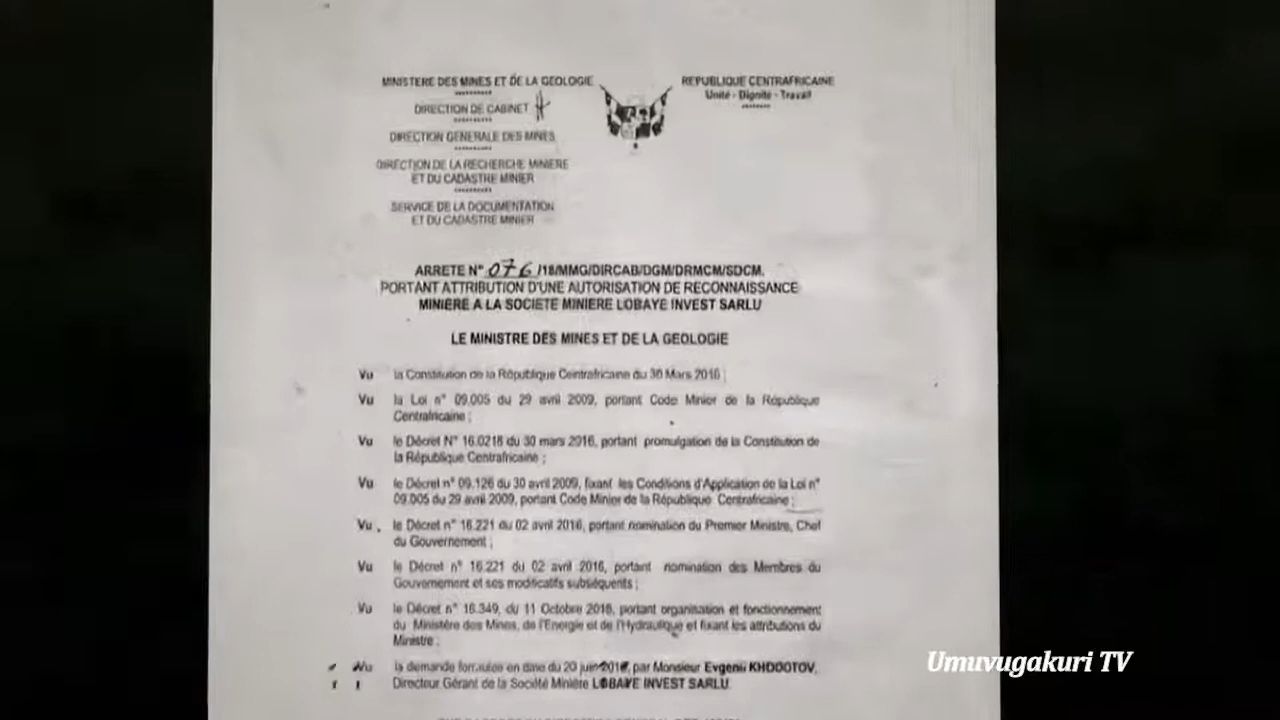 MINISTERE DES MINES ET DE LA GEOLOGIE
DIRECTION DE CABINET
DIRECTION GENERALE DES MINES
DIRECTION DE LA RECHERCHE MINIERE
ET DU CADASTRE MINIER
SERVICE DE LA DOCUMENTATION
ET DU CADASTRE MINIER
REPUBLIQUE CENTRAFRICAINE
Unité - Dignité - Travail
ARRETE N° 076 /18/MMG/DIRCAB/DGM/DRMCM/SDCM.
PORTANT ATTRIBUTION D'UNE AUTORISATION DE RECONNAISSANCE
MINIERE A LA SOCIETE MINIERE LOBAYE INVEST SARLU
LE MINISTRE DES MINES ET DE LA GEOLOGIE
Vu la Constitution de la République Centrafricaine du 30 Mars 2016 ;
Vu la Loi n° 09.005 du 29 avril 2009, portant Code Minier de la République
Centrafricaine ;
Vu le Décret N° 16.0218 du 30 mars 2016, portant promulgation de la Constitution de
la République Centrafricaine ;
Vu le Décret n° 09.126 du 30 avril 2009, fixant les Conditions d'Application de la Loi n°
09.005 du 29 avril 2009, portant Code Minier de la République Centrafricaine ;
Vu le Décret n° 16.221 du 02 avril 2016, portant nomination du Premier Ministre, Chef
du Gouvernement ;
Vu le Décret n° 16.221 du 02 avril 2016, portant nomination des Membres du
Gouvernement et ses modificatifs subséquents ;
Vu le Décret n° 16.349, du 11 Octobre 2016, portant organisation et fonctionnement
du Ministère des Mines, de l'Energie et de l'Hydraulique et fixant les attributions du
Ministre ;
Vu la demande formulée en date du 20 juin par Monsieur Evgenii KHDOOTOV,
Directeur Gérant de la Société Minière LOBAYE INVEST SARLU
Umuvugakuri TV